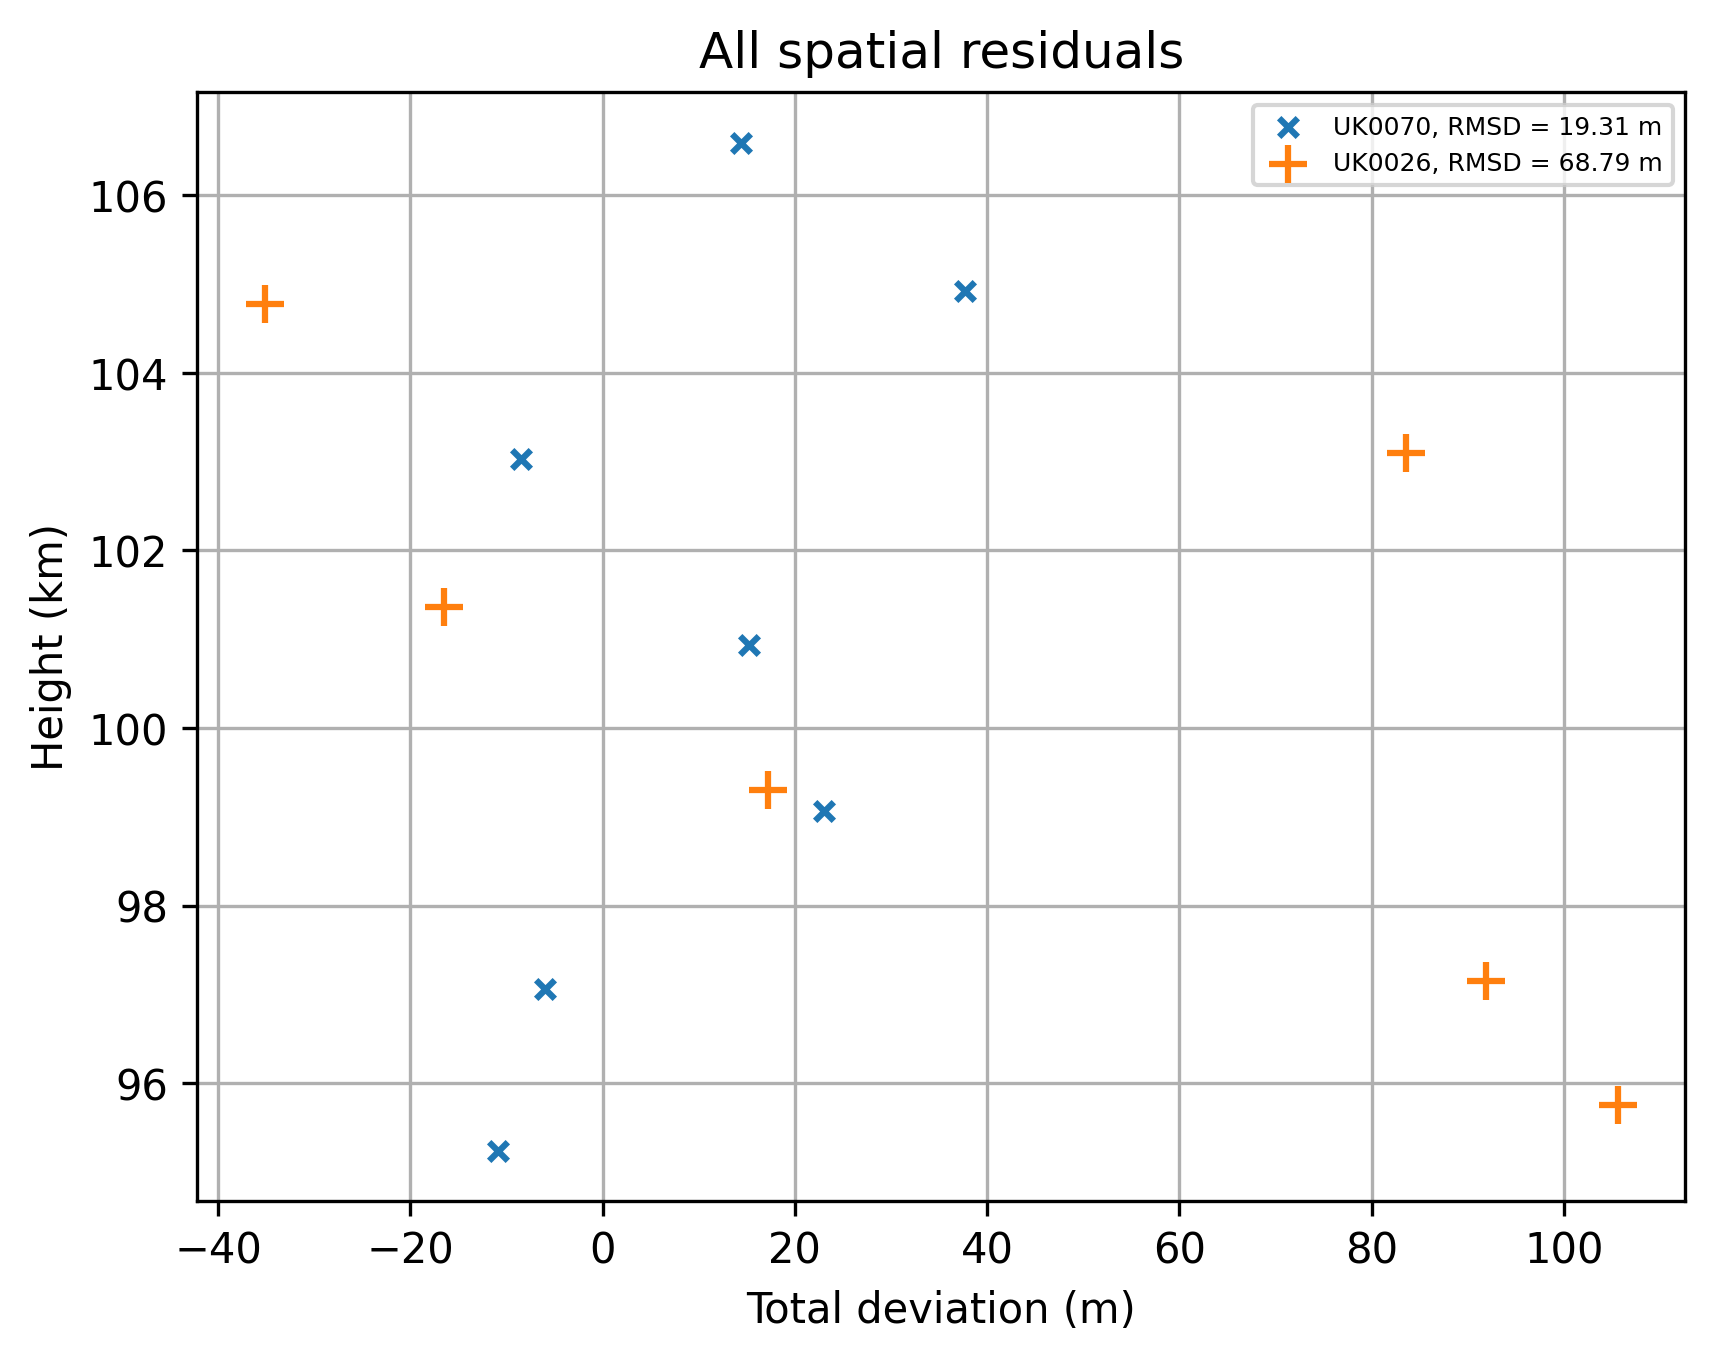 All spatial residuals
UK0070, RMSD = 19.31 m
UK0026, RMSD = 68.79 m
Height (km)
106
104
102
100
98
96
−40 −20 0 20 40 60 80 100
Total deviation (m)